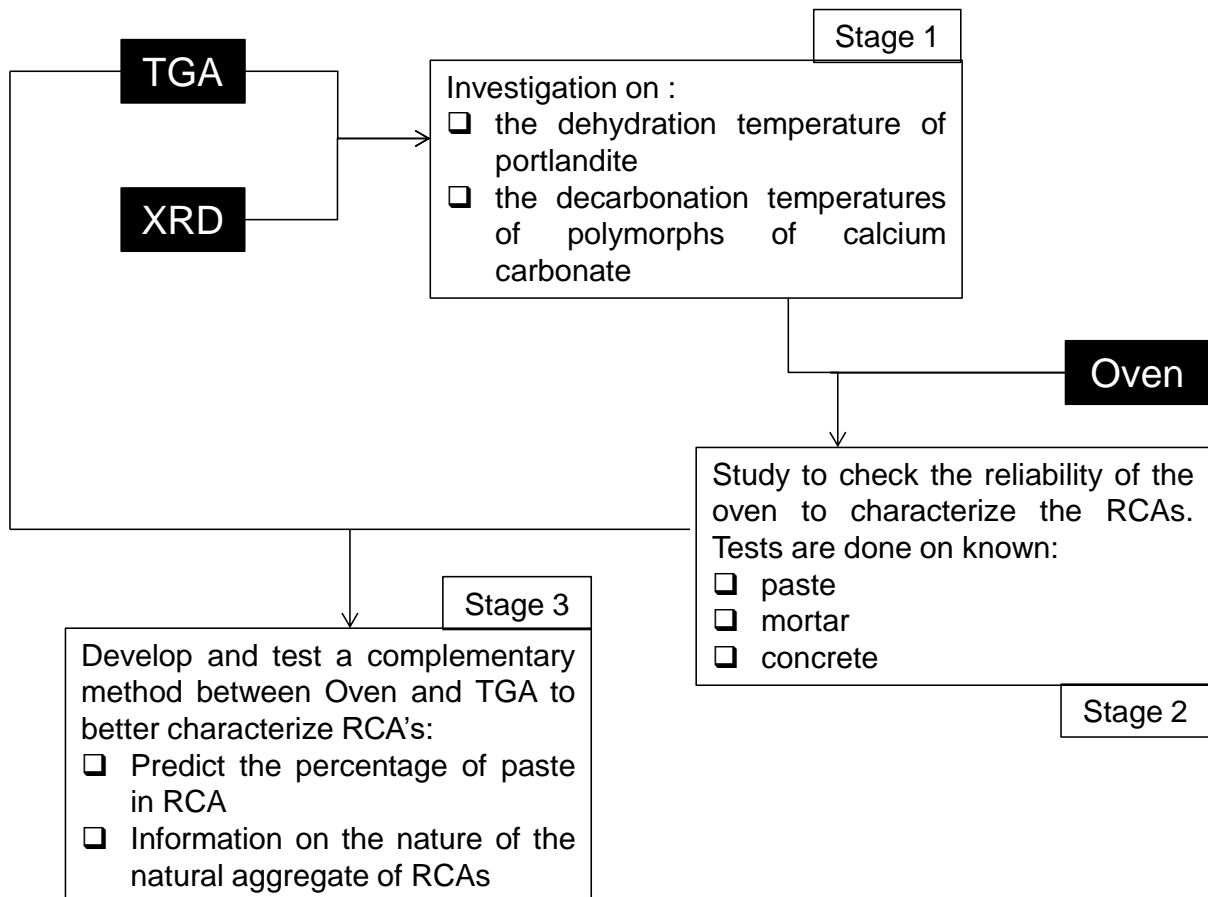 TGA
XRD
Stage 1
Investigation on :
❑ the dehydration temperature of
portlandite
❑ the decarbonation temperatures
of polymorphs of calcium
carbonate
Oven
Study to check the reliability of the
oven to characterize the RCAs.
Tests are done on known:
❑ paste
❑ mortar
❑ concrete
Stage 2
Stage 3
Develop and test a complementary
method between Oven and TGA to
better characterize RCA’s:
❑ Predict the percentage of paste
in RCA
❑ Information on the nature of the
natural aggregate of RCAs